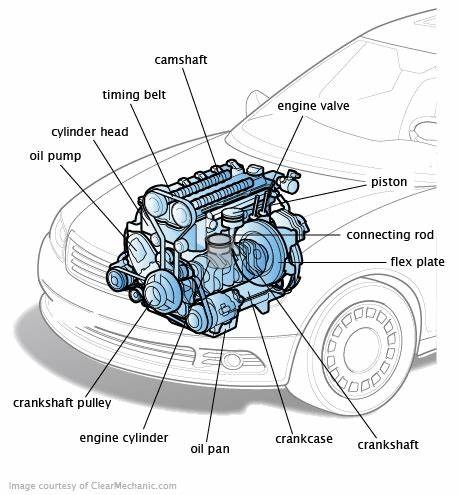 camshaft
timing belt
engine valve
cylinder head
oil pump
piston
connecting rod
flex plate
crankshaft pulley
engine cylinder
oil pan
crankcase
crankshaft
Image courtesy of ClearMechanic.com